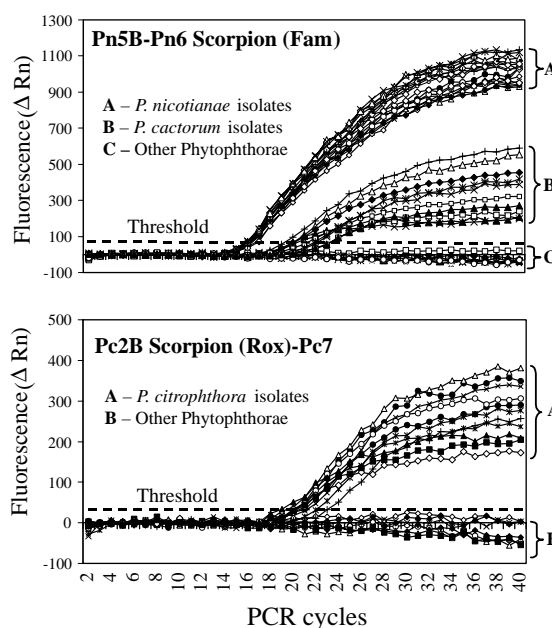 Pn5B-Pn6 Scorpion (Fam)
A – P. nicotianae isolates
B – P. cactorum isolates
C – Other Phytophthorae
Threshold
Fluorescence (Δ Rn)
1300
1100
900
700
500
300
100
-100
A
B
C
Pc2B Scorpion (Rox)-Pc7
A – P. citrophthora isolates
B – Other Phytophthorae
Threshold
Fluorescence (Δ Rn)
500
400
300
200
100
0
-100
A
B
2 4 6 8 10 12 14 16 18 20 22 24 26 28 30 32 34 36 38 40
PCR cycles